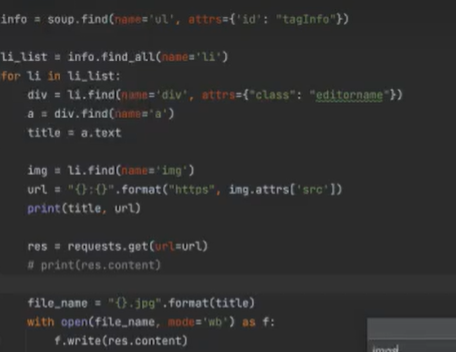 info = soup.find(name='ul', attrs={'id': "tagInfo"})
li_list = info.find_all(name='li')
for li in li_list:
div = li.find(name='div', attrs={"class": "editorname"})
a = div.find(name='a')
title = a.text
img = li.find(name='img')
url = "{}:{}".format("https", img.attrs['src'])
print(title, url)
res = requests.get(url=url)
# print(res.content)
file_name = "{}.jpg".format(title)
with open(file_name, mode='wb') as f:
f.write(res.content)